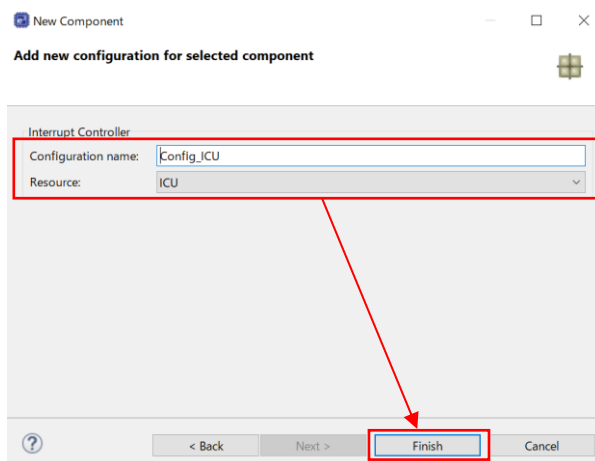 New Component
Add new configuration for selected component
Interrupt Controller
Configuration name: Config_ICU
Resource: ICU
? < Back Next > Finish Cancel